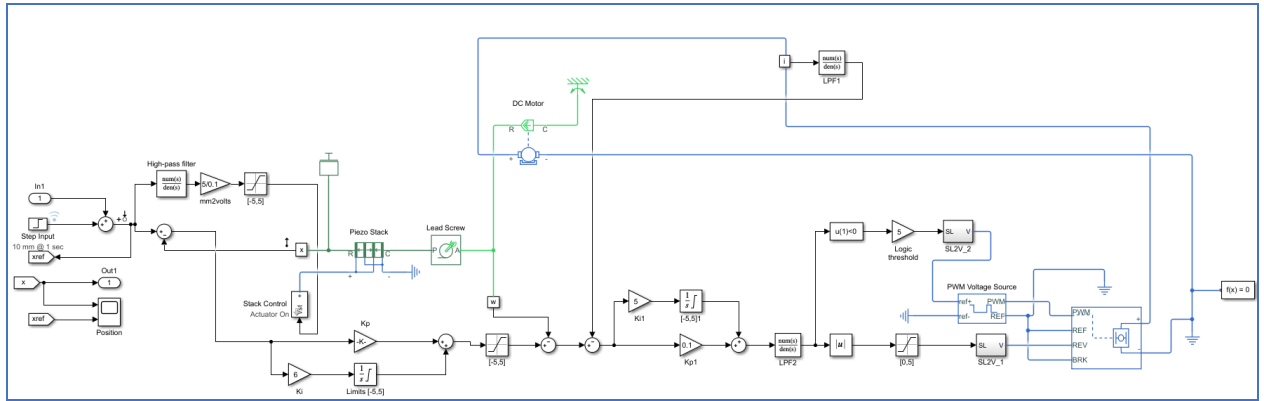 i
num(s)
den(s)
LPF1
DC Motor
R
C
+
-
High-pass filter
num(s)
den(s)
5/0.1
mm2volts
[-5,5]
In1
1
Step Input
10 mm @ 1 sec
xref
x
Out1
1
xref
Position
x
Piezo Stack
R
C
+
-
Lead Screw
P
A
Stack Control
Actuator On
w
Kp
-K-
6
Ki
1
s
Limits [-5,5]
[-5,5]
5
Ki1
1
s
[-5,5]1
0.1
Kp1
num(s)
den(s)
LPF2
u(1)<0
5
Logic
threshold
SL
V
SL2V_2
|u|
[0,5]
SL
V
SL2V_1
PWM Voltage Source
ref+
ref-
PWM
REF
PWM
REF
REV
BRK
+
-
f(x) = 0